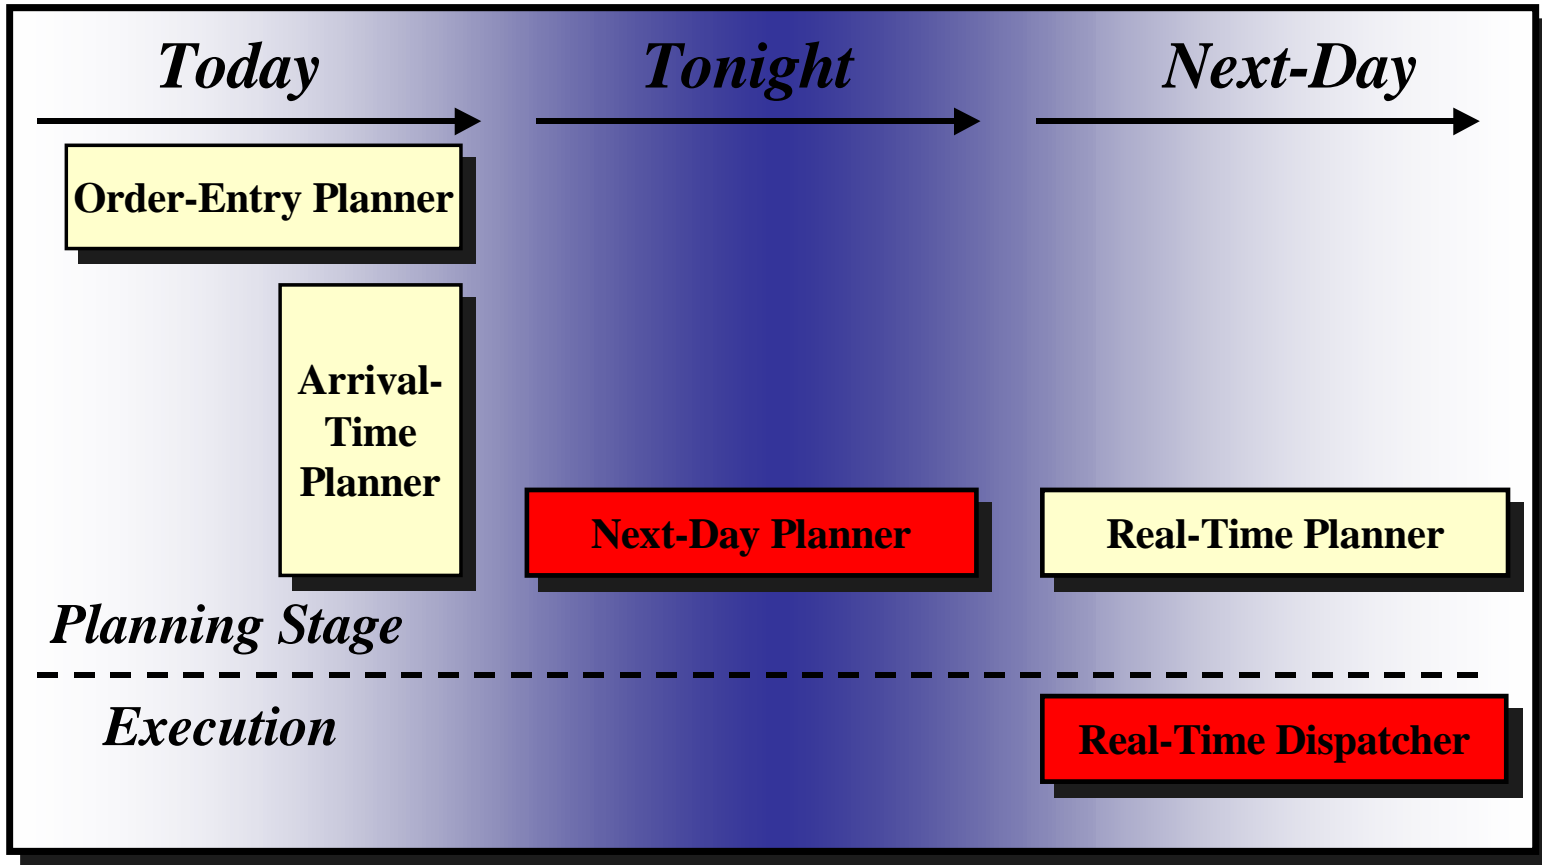 Today
Tonight
Next-Day
Order-Entry Planner
Arrival-
Time
Planner
Next-Day Planner
Real-Time Planner
Planning Stage
Execution
Real-Time Dispatcher